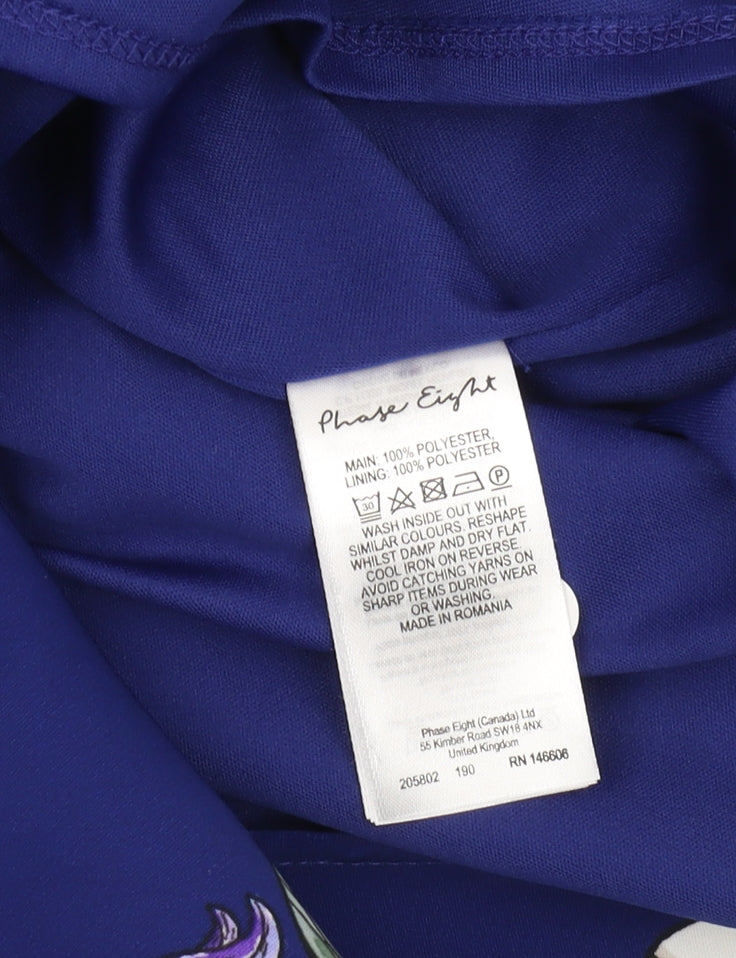 Phase Eight
MAIN: 100% POLYESTER,
LINING: 100% POLYESTER
30 P
WASH INSIDE OUT WITH
SIMILAR COLOURS. RESHAPE
WHILST DAMP AND DRY FLAT.
COOL IRON ON REVERSE.
AVOID CATCHING YARNS ON
SHARP ITEMS DURING WEAR
OR WASHING.
MADE IN ROMANIA
Phase Eight (Canada) Ltd
55 Kimber Road SW18 4NX
United Kingdom
205802 190 RN 146606